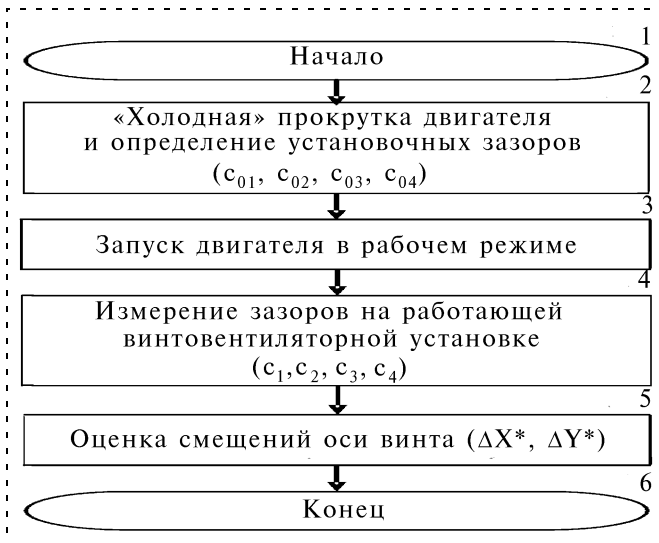 1
Начало
2
«Холодная» прокрутка двигателя
и определение установочных зазоров
(c₀₁, c₀₂, c₀₃, c₀₄)
3
Запуск двигателя в рабочем режиме
4
Измерение зазоров на работающей
винтовентиляторной установке
(c₁,c₂, c₃, c₄)
5
Оценка смещений оси винта (ΔX*, ΔY*)
6
Конец